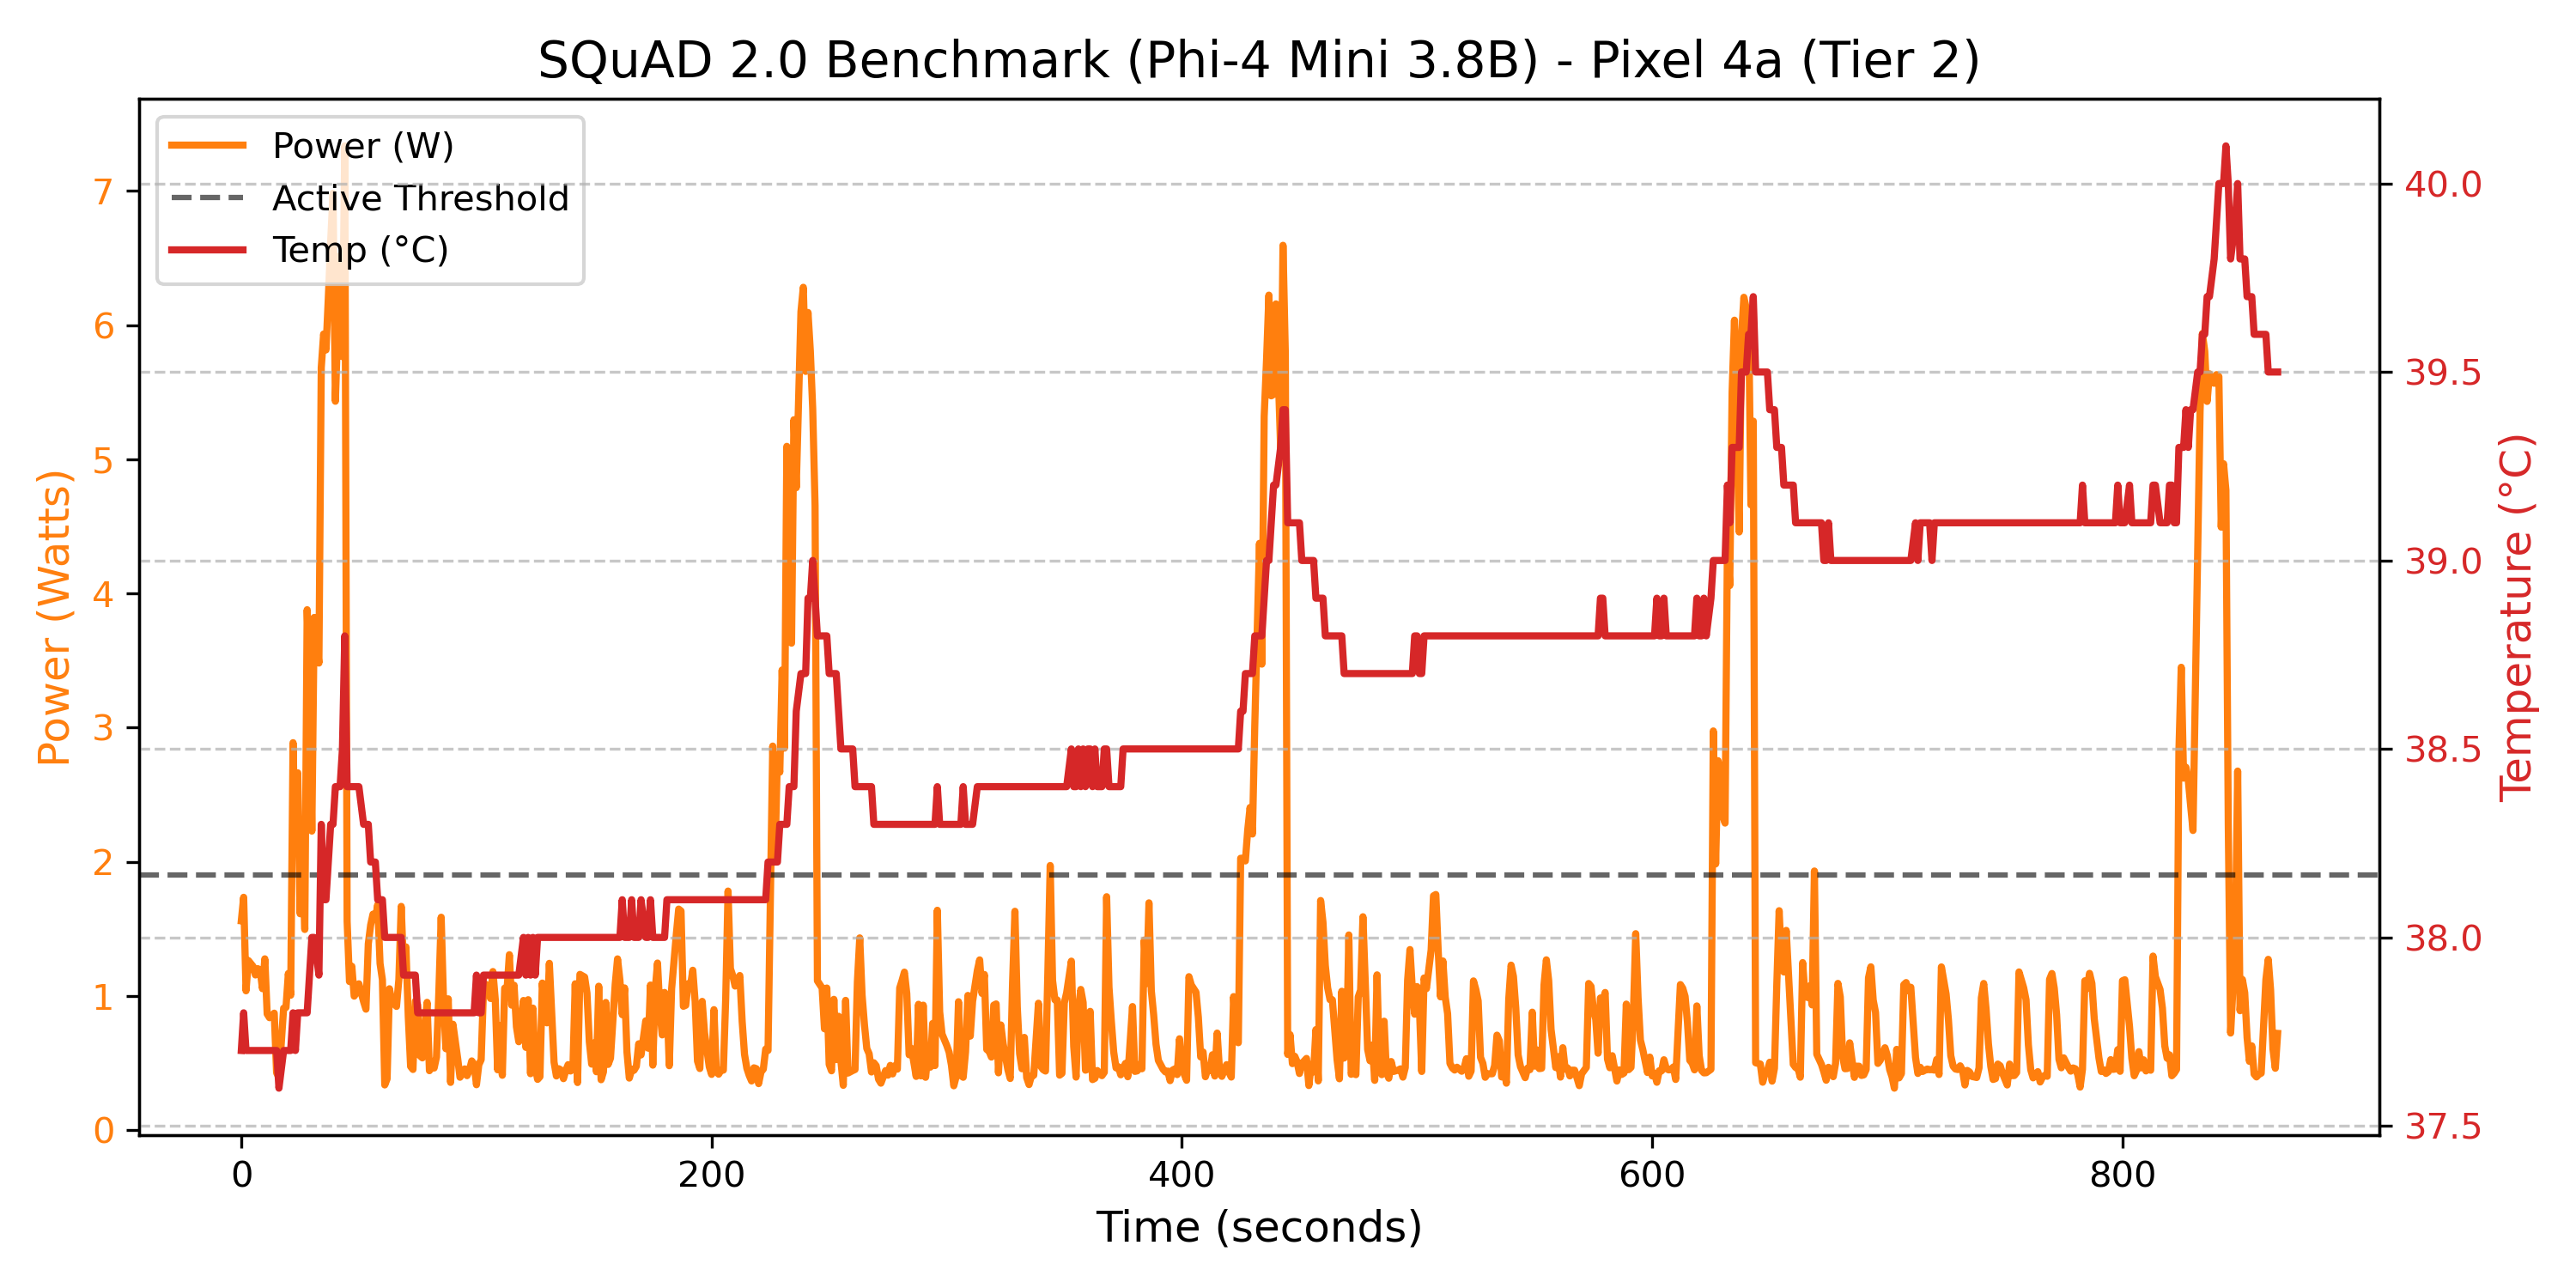 SQuAD 2.0 Benchmark (Phi-4 Mini 3.8B) - Pixel 4a (Tier 2)
Power (W)
Active Threshold
Temp (°C)
Power (Watts)
7
6
5
4
3
2
1
0
40.0
39.5
39.0
38.5
38.0
37.5
Temperature (°C)
0 200 400 600 800
Time (seconds)